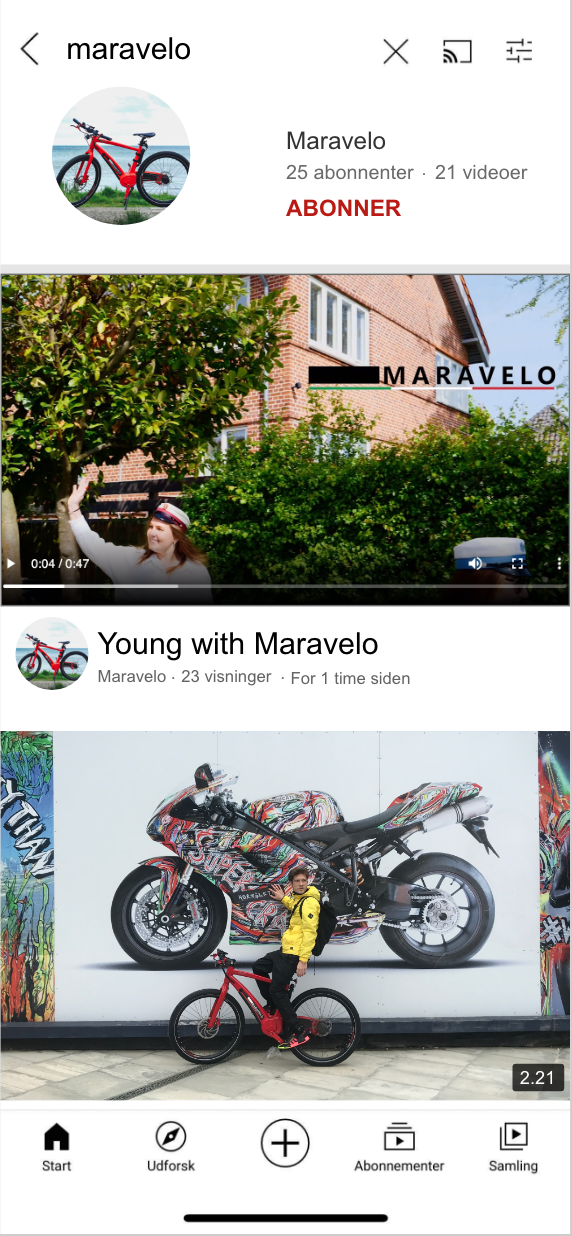 maravelo
Maravelo
25 abonnenter · 21 videoer
ABONNER
MARAVELO
0:04 / 0:47
Young with Maravelo
Maravelo · 23 visninger · For 1 time siden
SUPER
2.21
Start
Udforsk
Abonnementer
Samling